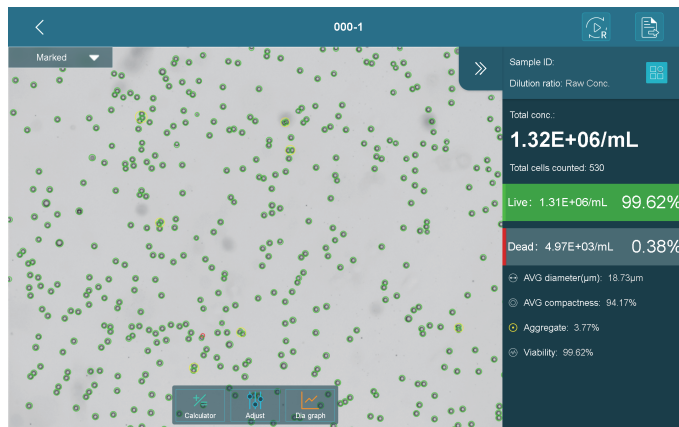 000-1
R
Marked
Sample ID:
Dilution ratio: Raw Conc.
Total conc.:
1.32E+06/mL
Total cells counted: 530
Live: 1.31E+06/mL 99.62%
Dead: 4.97E+03/mL 0.38%
AVG diameter(μm): 18.73μm
AVG compactness: 94.17%
Aggregate: 3.77%
Viability: 99.62%
Calculator
Adjust
Dia graph